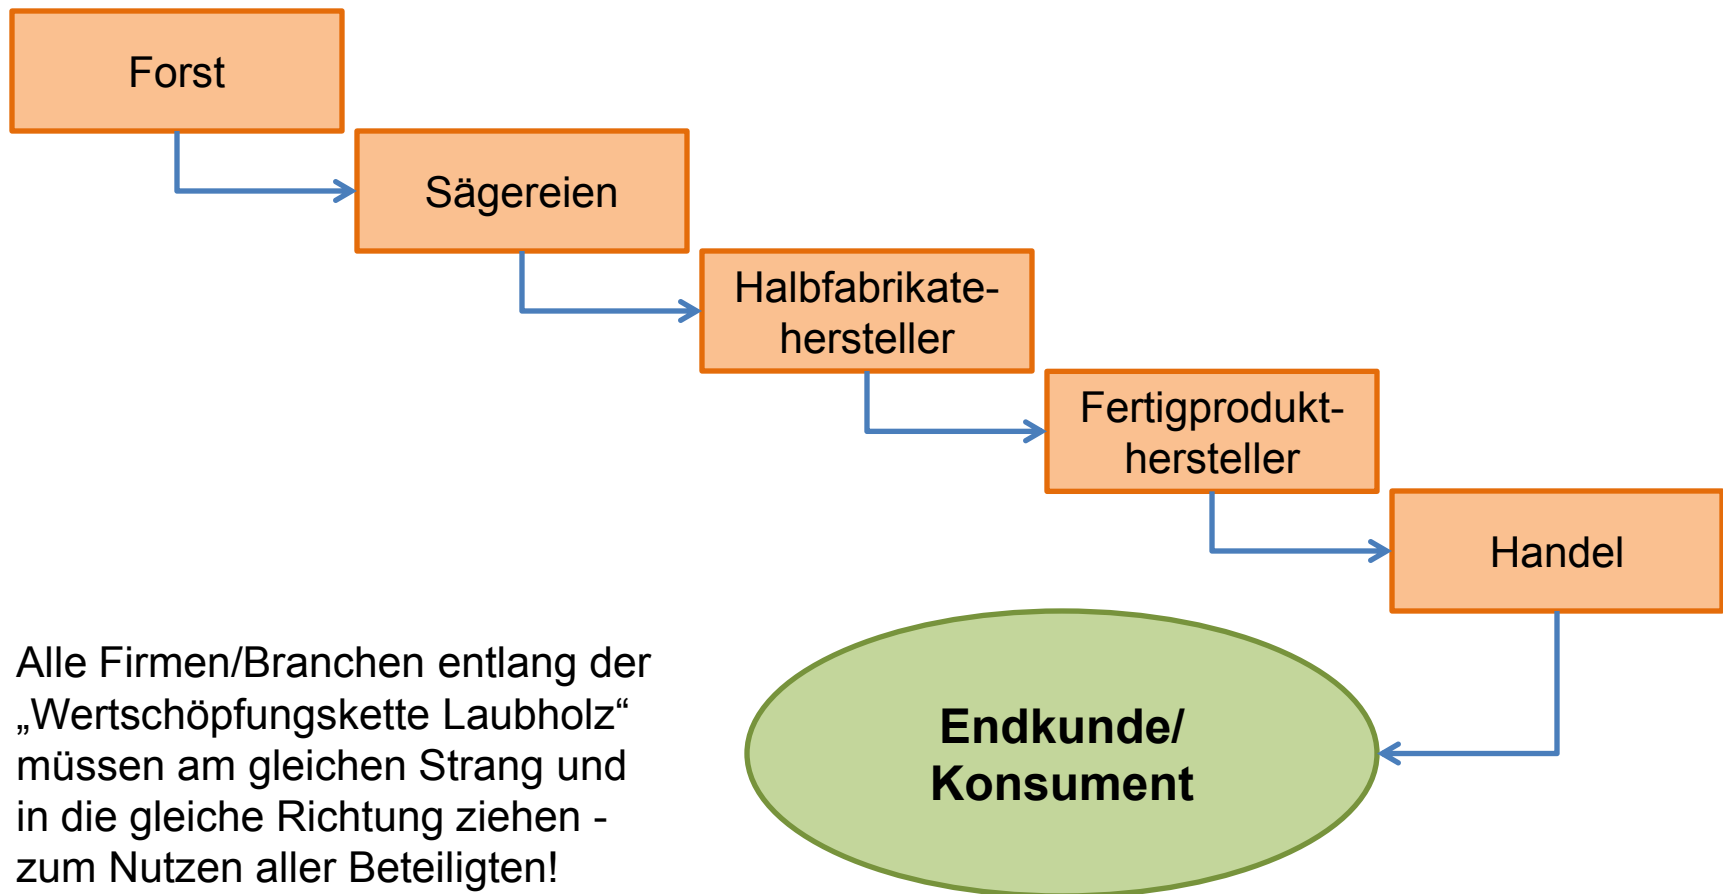 Forst
Sägereien
Halbfabrikate-
hersteller
Fertigprodukt-
hersteller
Handel
Alle Firmen/Branchen entlang der
„Wertschöpfungskette Laubholz“
müssen am gleichen Strang und
in die gleiche Richtung ziehen -
zum Nutzen aller Beteiligten!
Endkunde/
Konsument